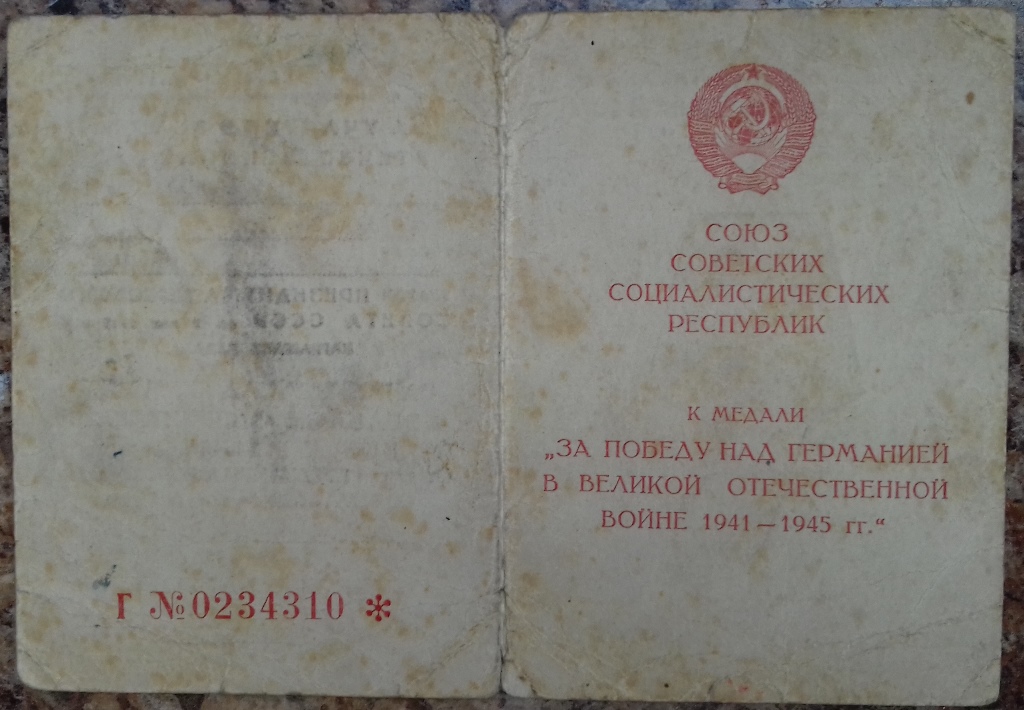 Г №0234310 *
СОЮЗ
СОВЕТСКИХ
СОЦИАЛИСТИЧЕСКИХ
РЕСПУБЛИК
К МЕДАЛИ
„ЗА ПОБЕДУ НАД ГЕРМАНИЕЙ
В ВЕЛИКОЙ ОТЕЧЕСТВЕННОЙ
ВОЙНЕ 1941 — 1945 гг.“